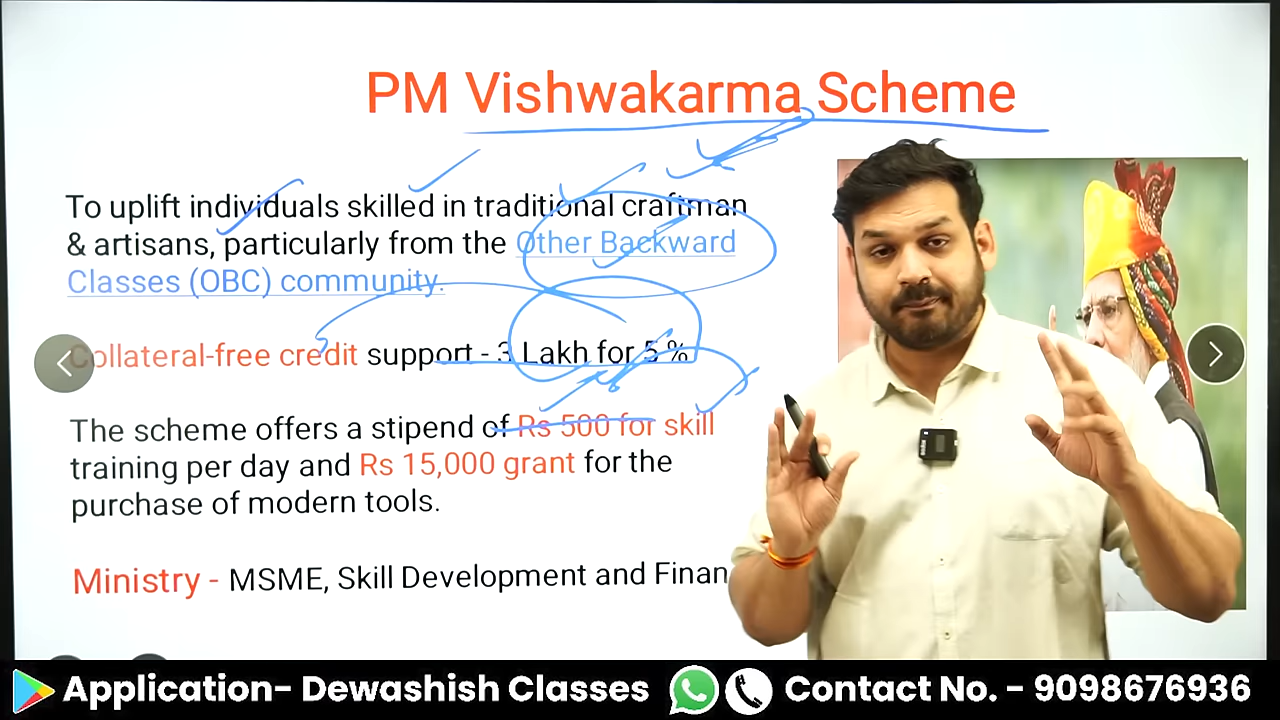 PM Vishwakarma Scheme
To uplift individuals skilled in traditional craftman
& artisans, particularly from the Other Backward
Classes (OBC) community.
Collateral-free credit support - 3 Lakh for 5 %
The scheme offers a stipend of Rs 500 for skill
training per day and Rs 15,000 grant for the
purchase of modern tools.
Ministry - MSME, Skill Development and Finan
Application- Dewashish Classes Contact No. - 9098676936